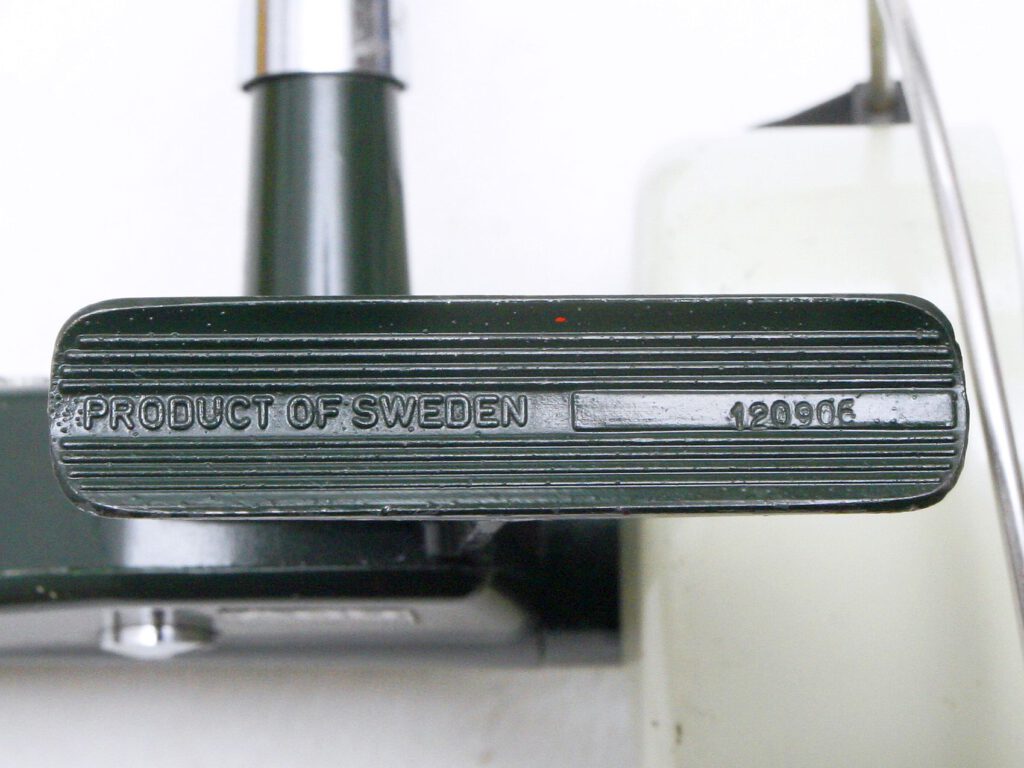 PRODUCT OF SWEDEN 120906